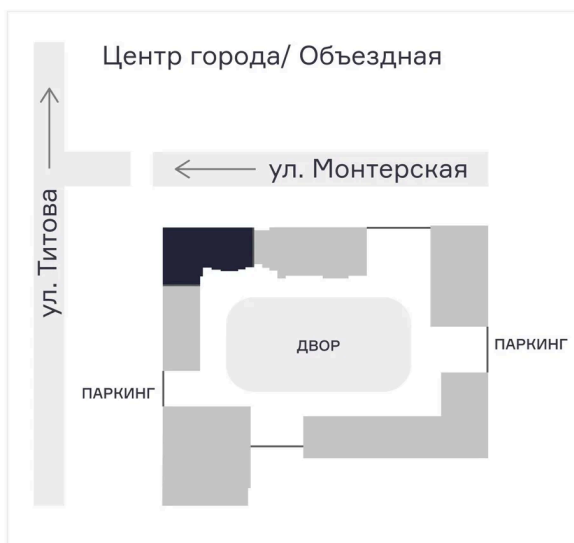 Центр города/ Объездная
ул. Монтерская
ул. Титова
ДВОР
ПАРКИНГ
ПАРКИНГ